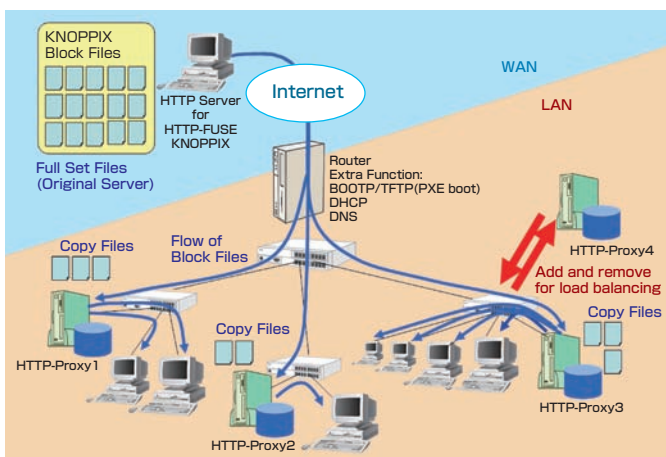 KNOPPIX
Block Files
HTTP Server
for
HTTP-FUSE
KNOPPIX
Full Set Files
(Original Server)
Internet
WAN
LAN
Router
Extra Function:
BOOTP/TFTP(PXE boot)
DHCP
DNS
Flow of
Block Files
Copy Files
HTTP-Proxy1
Copy Files
HTTP-Proxy2
HTTP-Proxy4
Add and remove
for load balancing
Copy Files
HTTP-Proxy3